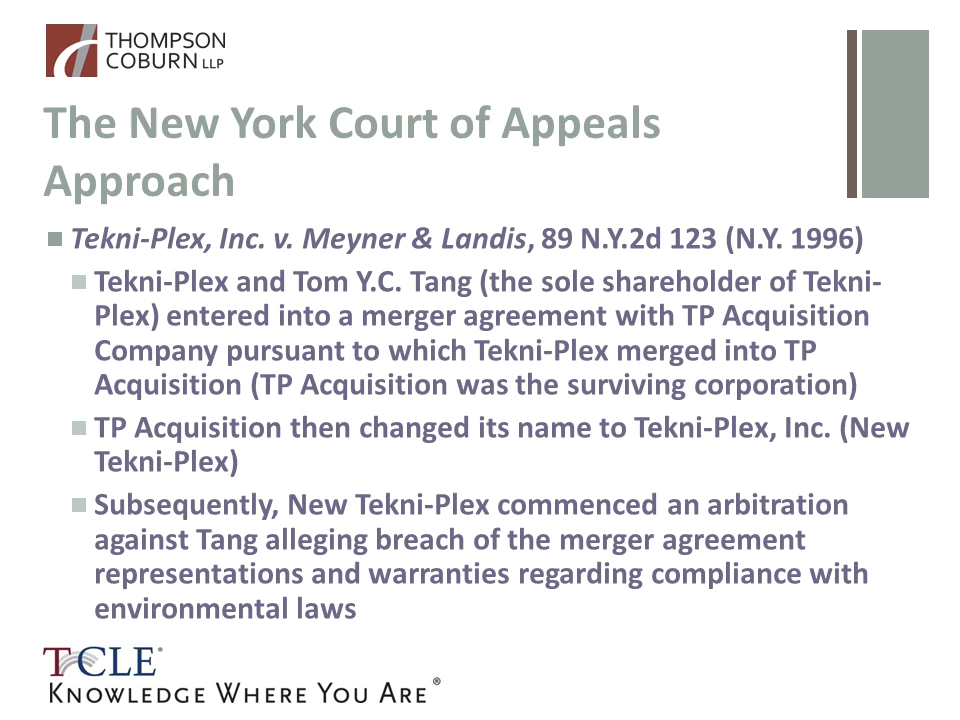 THOMPSON
COBURN LLP
The New York Court of Appeals
Approach
Tekni-Plex, Inc. v. Meyner & Landis, 89 N.Y.2d 123 (N.Y. 1996)
Tekni-Plex and Tom Y.C. Tang (the sole shareholder of Tekni-
Plex) entered into a merger agreement with TP Acquisition
Company pursuant to which Tekni-Plex merged into TP
Acquisition (TP Acquisition was the surviving corporation)
TP Acquisition then changed its name to Tekni-Plex, Inc. (New
Tekni-Plex)
Subsequently, New Tekni-Plex commenced an arbitration
against Tang alleging breach of the merger agreement
representations and warranties regarding compliance with
environmental laws
TCLE®
KNOWLEDGE WHERE YOU ARE®